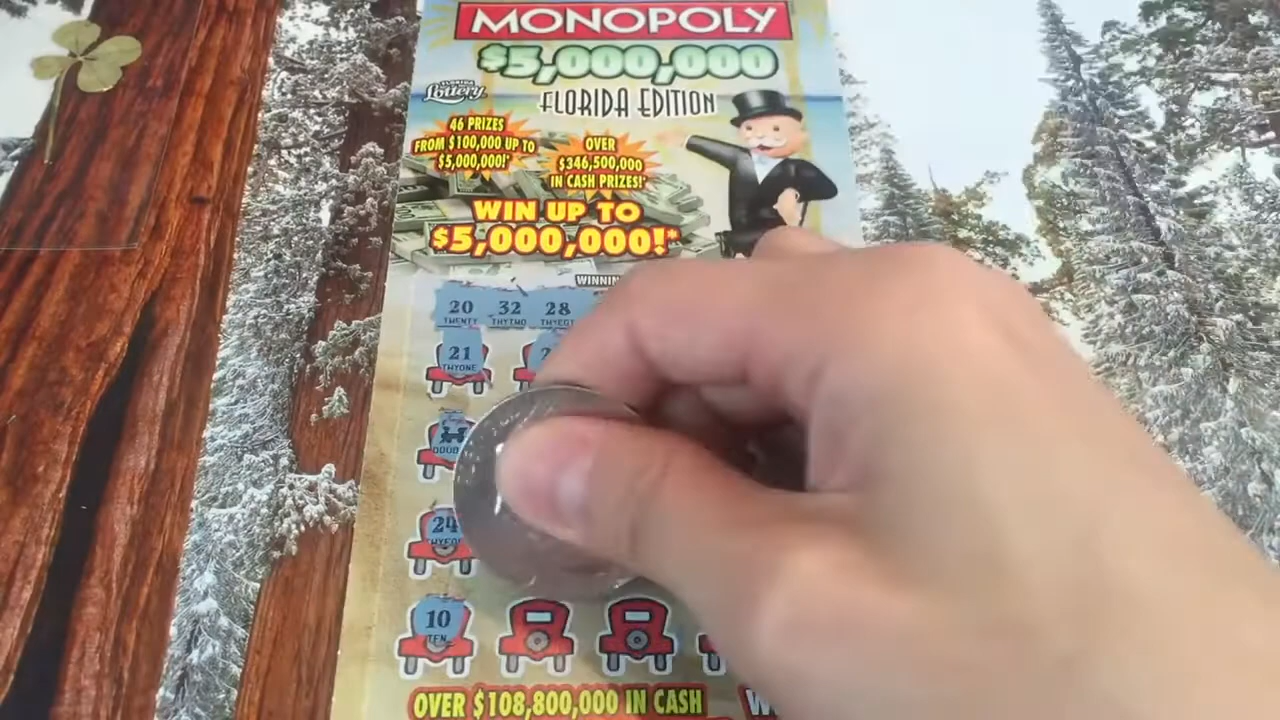 MONOPOLY
$5,000,000
FLORIDA
Lottery
FLORIDA EDITION
46 PRIZES
FROM $100,000 UP TO
$5,000,000!*
OVER
$346,500,000
IN CASH PRIZES!*
WIN UP TO
$5,000,000!*
20 32 28
TWENTY THYTWO THYEGT
21
THYONE
24
10
TEN
OVER $108,800,000 IN CASH